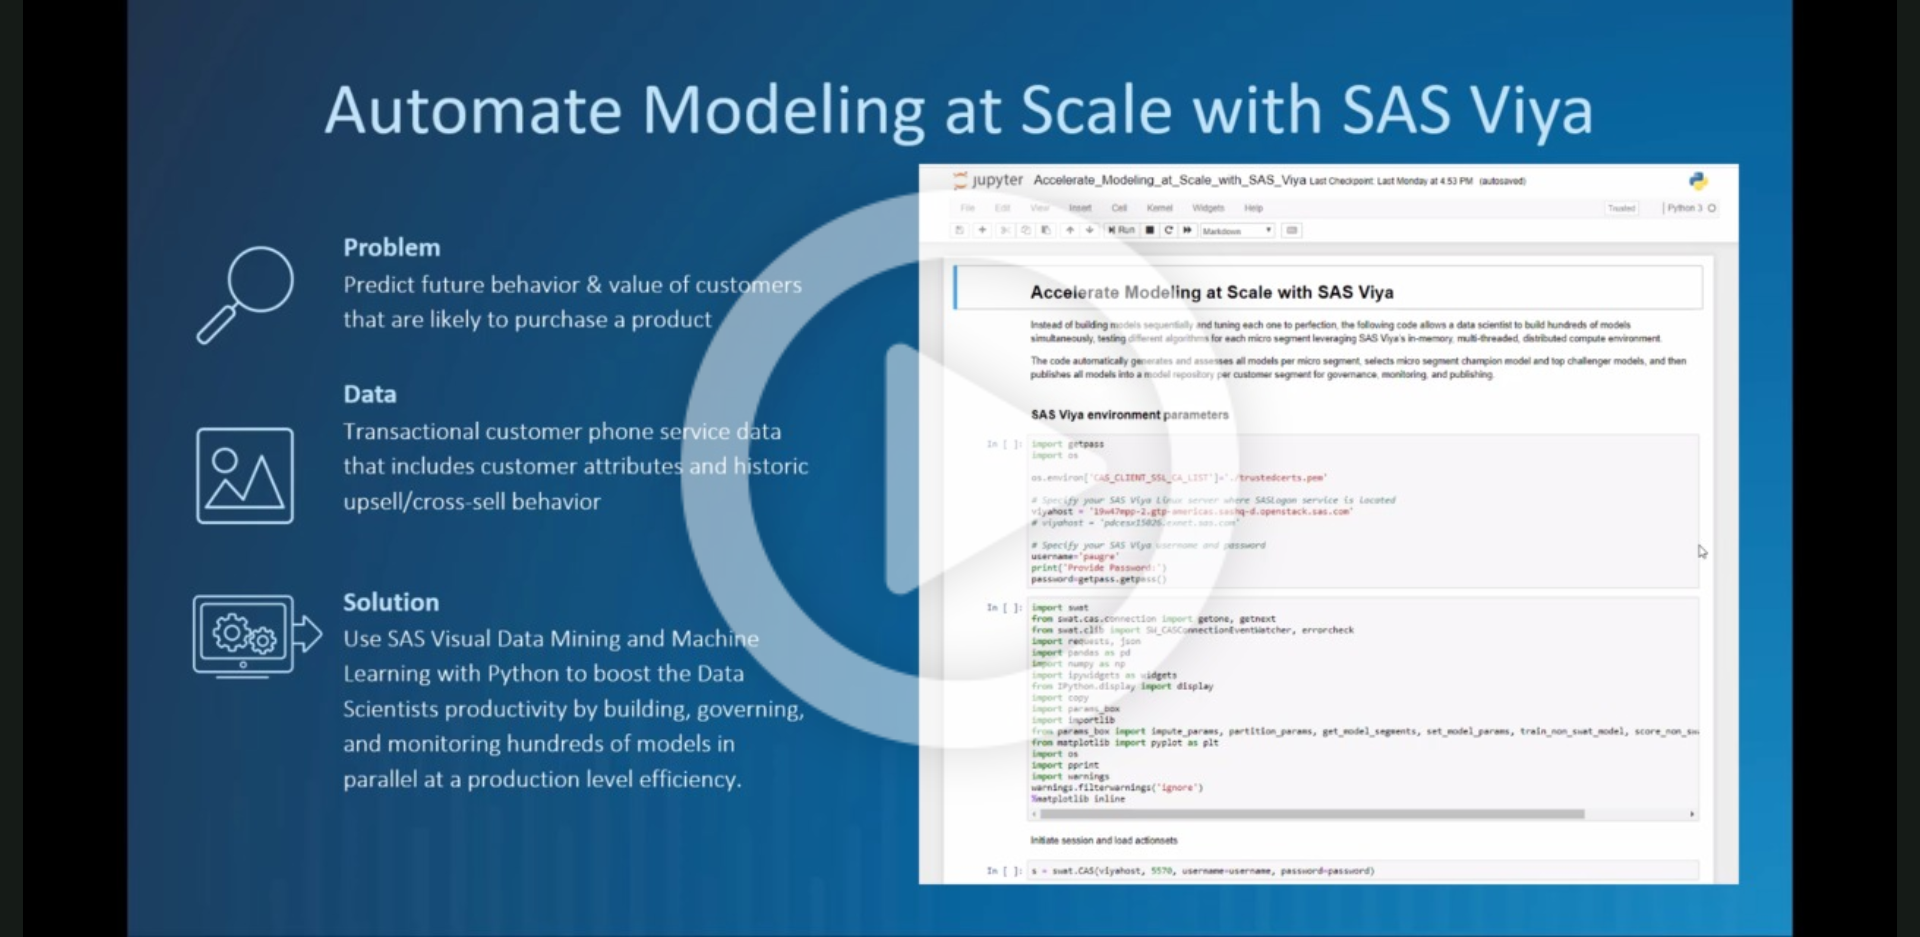 Automate Modeling at Scale with SAS Viya
Problem
Predict future behavior & value of customers
that are likely to purchase a product
Data
Transactional customer phone service data
that includes customer attributes and historic
upsell/cross-sell behavior
Solution
Use SAS Visual Data Mining and Machine
Learning with Python to boost the Data
Scientists productivity by building, governing,
and monitoring hundreds of models in
parallel at a production level efficiency.
jupyter Accelerate_Modeling_at_Scale_with_SAS_Viya Last Checkpoint: Last Monday at 4:53 PM (autosaved)
File Edit View Insert Cell Kernel Widgets Help Trusted Python 3
Run Markdown
Accelerate Modeling at Scale with SAS Viya
Instead of building models sequentially and tuning each one to perfection, the following code allows a data scientist to build hundreds of models
simultaneously, testing different algorithms for each micro segment leveraging SAS Viya's in-memory, multi-threaded, distributed compute environment.
The code automatically generates and assesses all models per micro segment, selects micro segment champion model and top challenger models, and then
publishes all models into a model repository per customer segment for governance, monitoring, and publishing.
SAS Viya environment parameters
In [ ]: import getpass
import os
os.environ['CAS_CLIENT_SSL_CA_LIST']='./trustedcerts.pem'
# Specify your SAS Viya Linux server where SASLogon service is located
viyahost = '19w47mpp-2.gtp-americas.sashq-d.openstack.sas.com'
# viyahost = 'pdcesx15026.exnet.sas.com'
# Specify your SAS Viya username and password
username='paugre'
print('Provide Password:')
password=getpass.getpass()
In [ ]: import swat
from swat.cas.connection import getone, getnext
from swat.clib import SW_CASConnectionEventWatcher, errorcheck
import requests, json
import pandas as pd
import numpy as np
import ipywidgets as widgets
from IPython.display import display
import copy
import params_box
import importlib
from params_box import impute_params, partition_params, get_model_segments, set_model_params, train_non_swat_model, score_non_sw
from matplotlib import pyplot as plt
import os
import pprint
import warnings
warnings.filterwarnings('ignore')
%matplotlib inline
Initiate session and load actionsets
In [ ]: s = swat.CAS(viyahost, 5570, username=username, password=password)